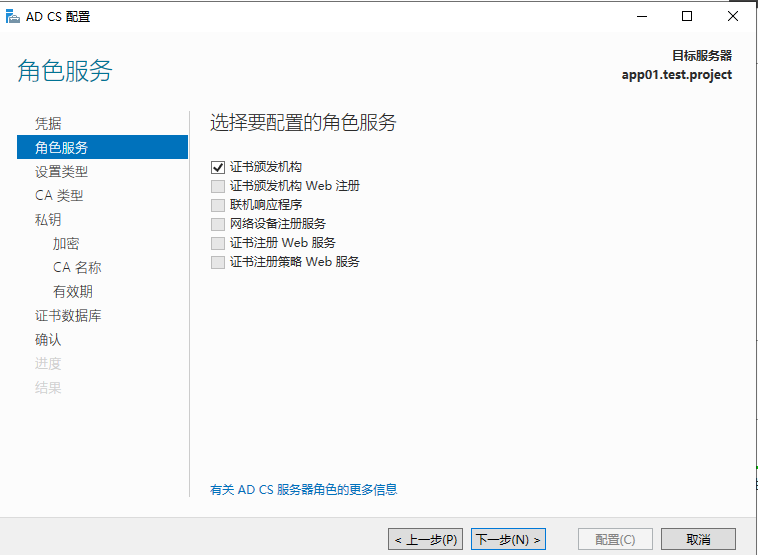 AD CS 配置
角色服务
目标服务器
app01.test.project
凭据
角色服务
设置类型
CA 类型
私钥
加密
CA 名称
有效期
证书数据库
确认
进度
结果
选择要配置的角色服务
证书颁发机构
证书颁发机构 Web 注册
联机响应程序
网络设备注册服务
证书注册 Web 服务
证书注册策略 Web 服务
有关 AD CS 服务器角色的更多信息
< 上一步(P)
下一步(N) >
配置(C)
取消